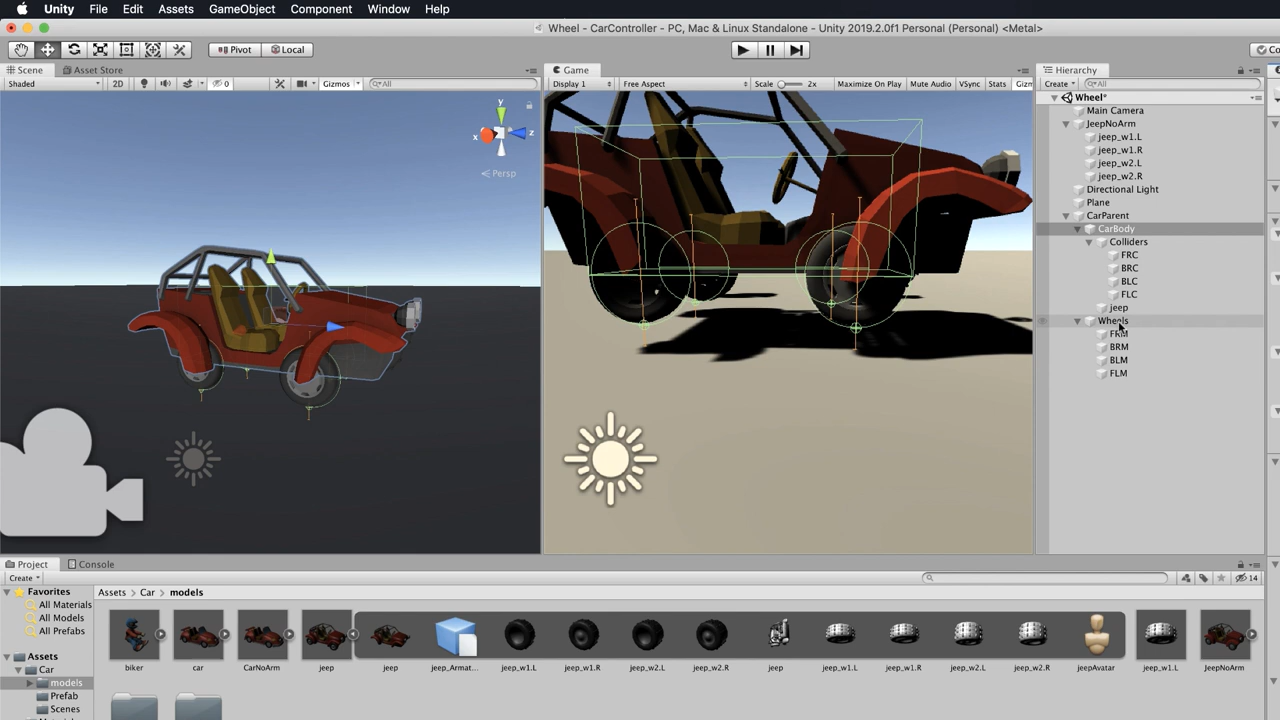 Unity File Edit Assets GameObject Component Window Help
Wheel - CarController - PC, Mac & Linux Standalone - Unity 2019.2.0f1 Personal (Personal) <Metal>
Pivot Local Co
Scene Asset Store Game Hierarchy
Shaded 2D 0 Gizmos All Display 1 Free Aspect Scale 2x Maximize On Play Mute Audio VSync Stats Gizm Create All
Wheel*
Main Camera
JeepNoArm
jeep_w1.L
jeep_w1.R
jeep_w2.L
jeep_w2.R
Directional Light
Plane
CarParent
CarBody
Colliders
FRC
BRC
BLC
FLC
jeep
Wheels
FRM
BRM
BLM
FLM
y
x z
Persp
Project Console
Create 14
Favorites
All Materials
All Models
All Prefabs
Assets
Car
models
Prefab
Scenes
Assets Car models
biker car CarNoArm jeep jeep jeep_Armat... jeep_w1.L jeep_w1.R jeep_w2.L jeep_w2.R jeep jeep_w1.L jeep_w1.R jeep_w2.L jeep_w2.R jeepAvatar jeep_w1.L JeepNoArm